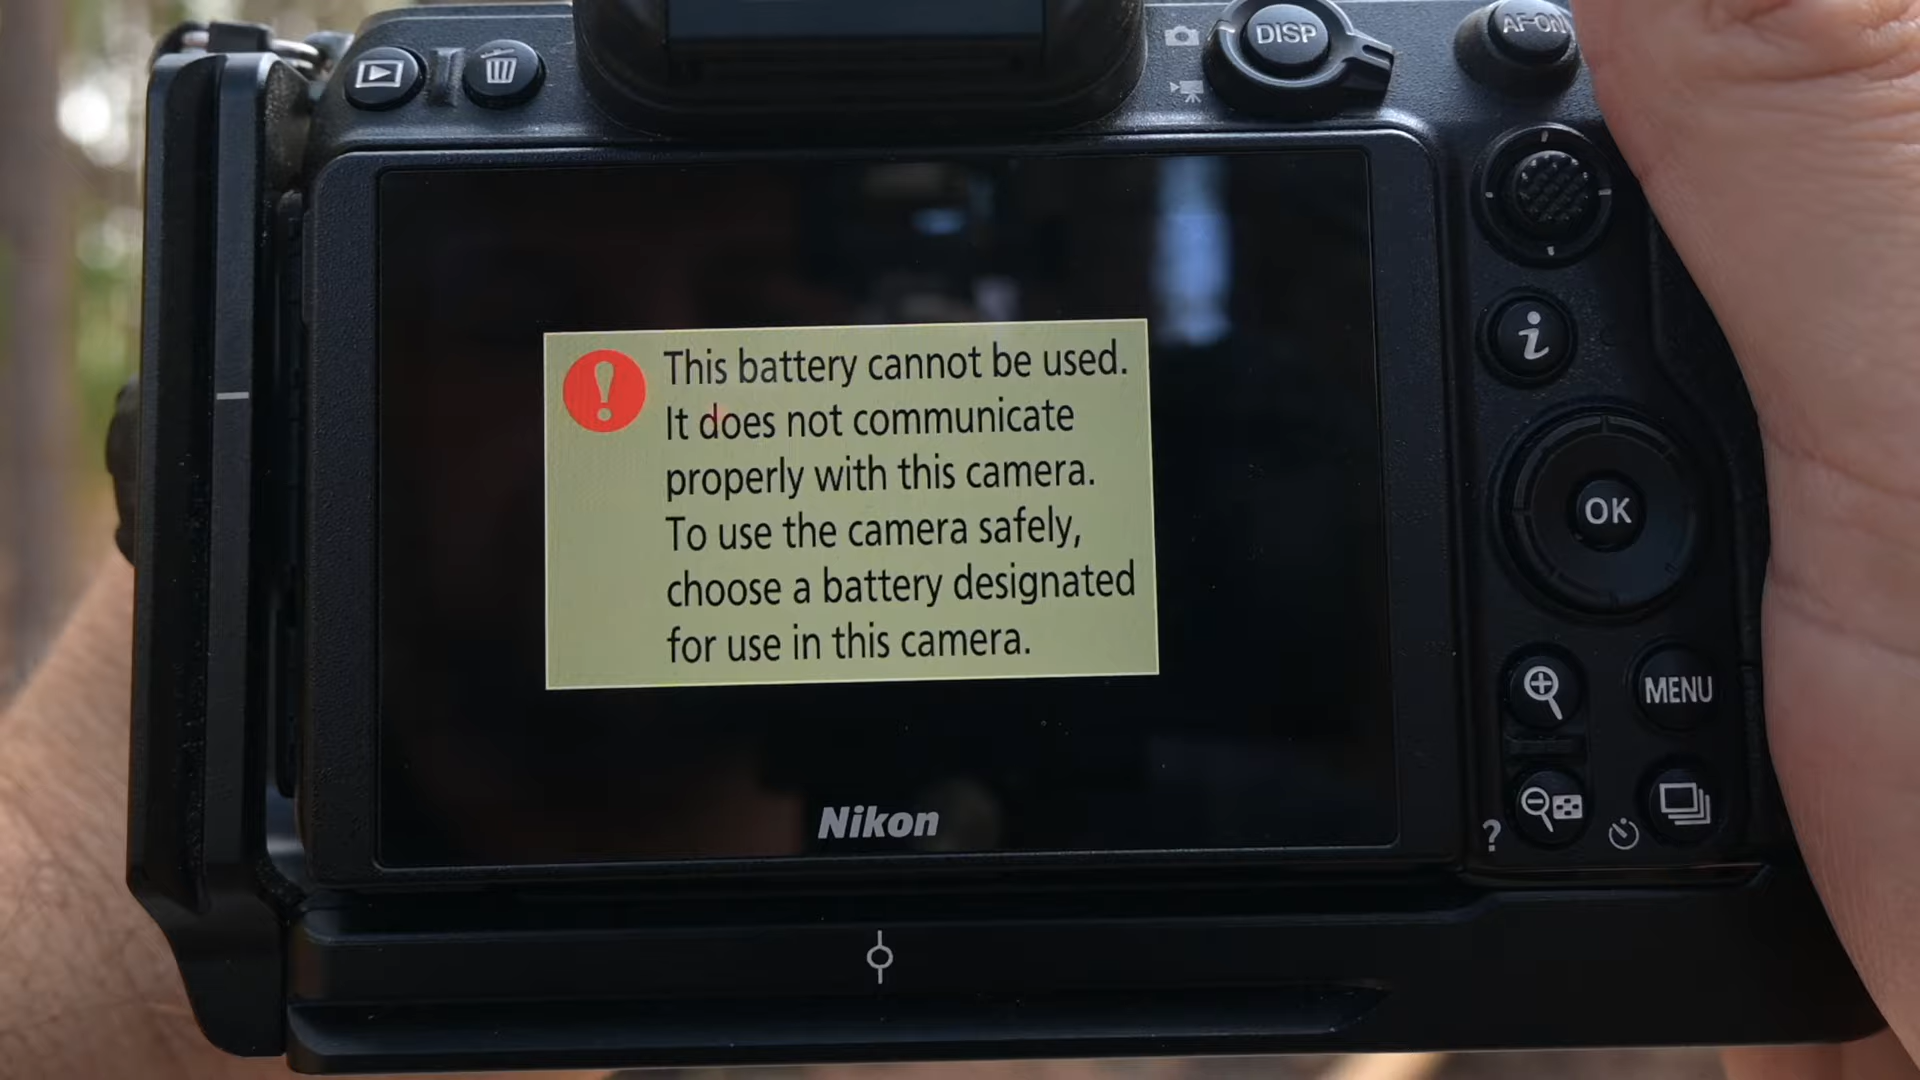 DISP
AF-ON
This battery cannot be used.
It does not communicate
properly with this camera.
To use the camera safely,
choose a battery designated
for use in this camera.
i
OK
MENU
?
Nikon